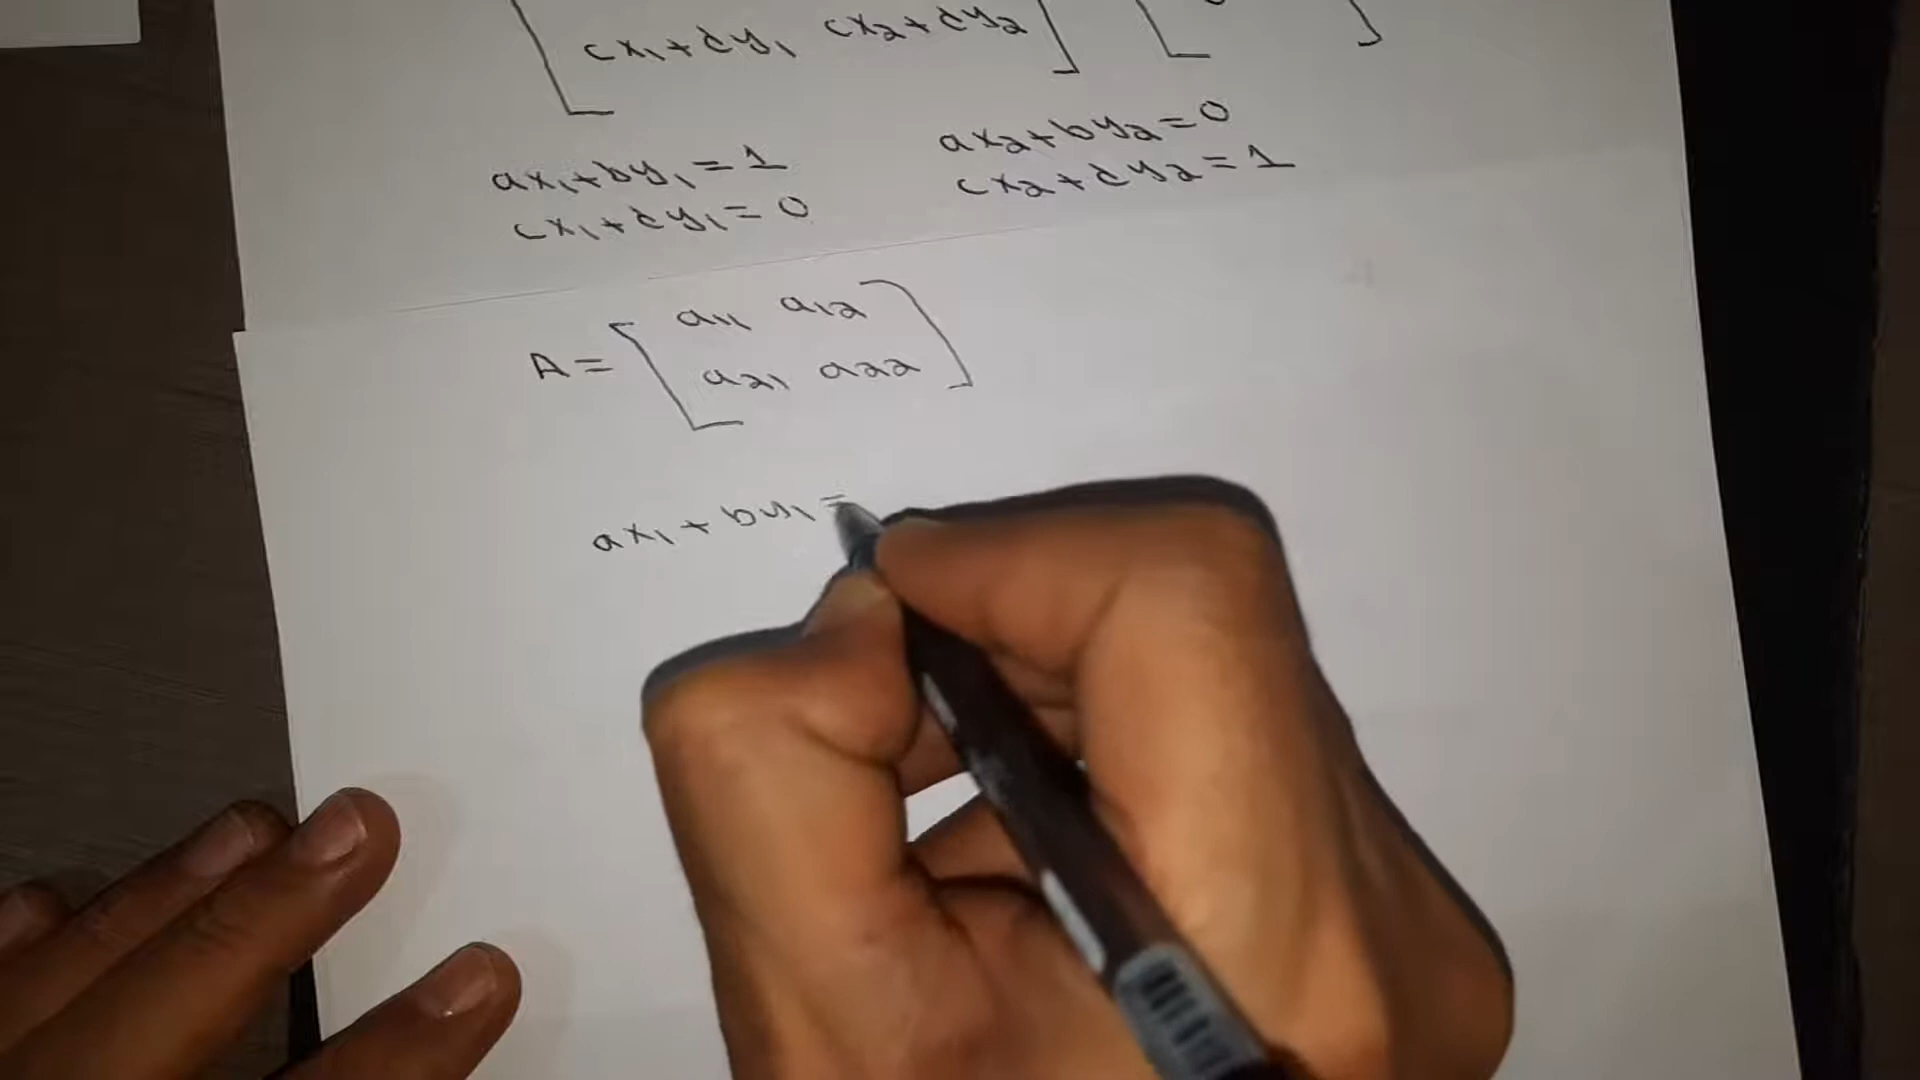 cx₁+dy₁ cx₂+dy₂
ax₁+by₁=1
cx₁+dy₁=0
ax₂+by₂=0
cx₂+dy₂=1
A=
a₁₁ a₁₂
a₂₁ a₂₂
ax₁+by₁=